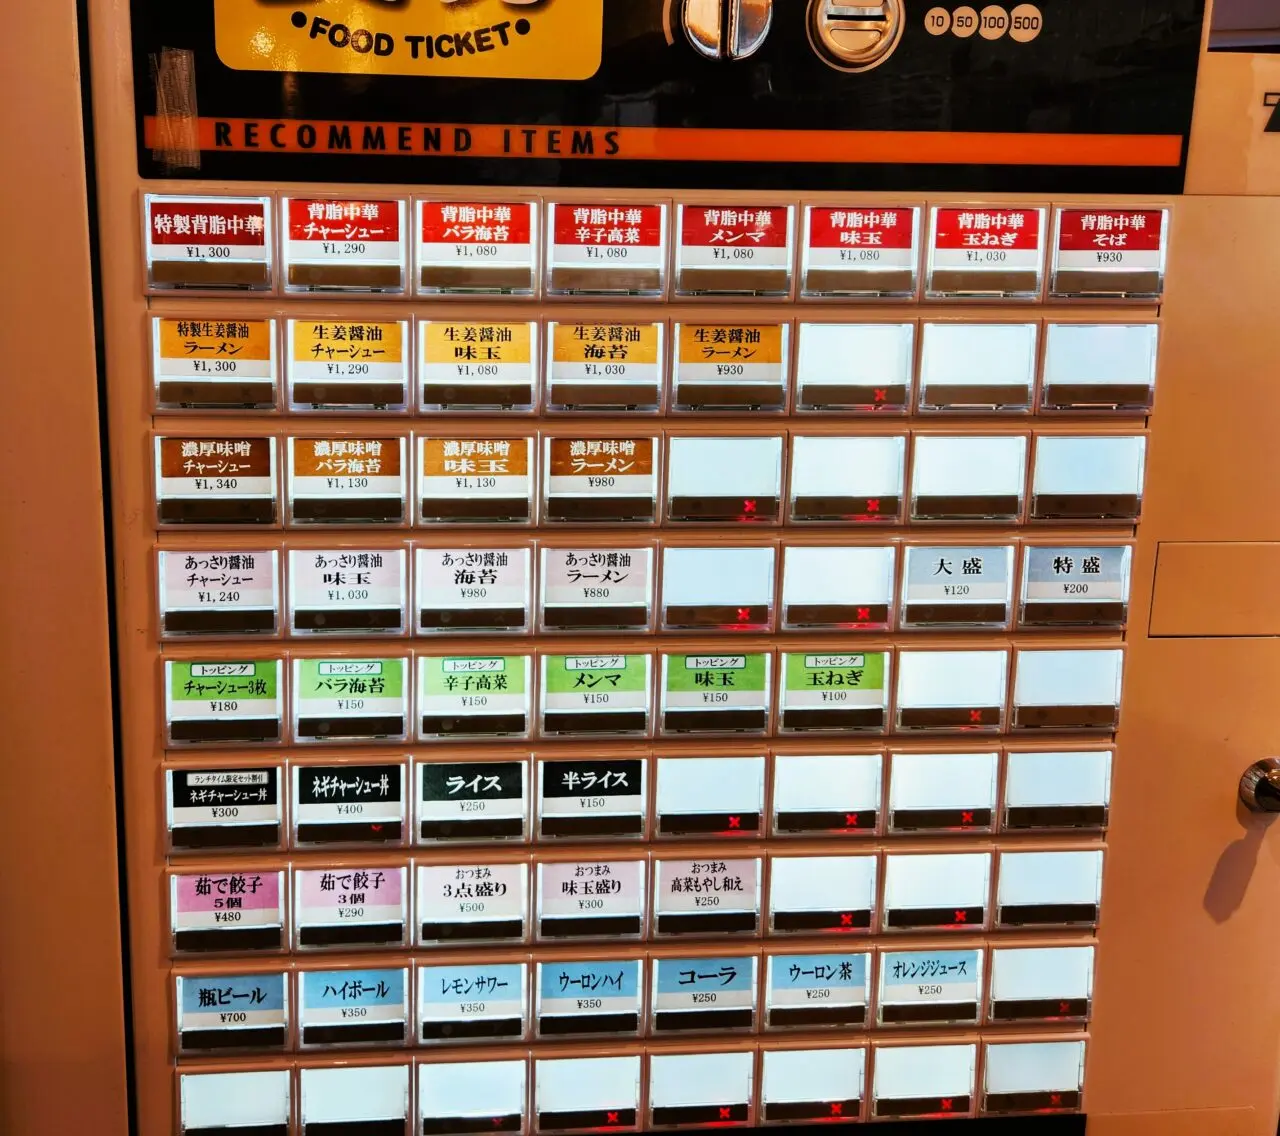 •FOOD TICKET•
10 50 100 500
RECOMMEND ITEMS
特製背脂中華
¥1,300
背脂中華
チャーシュー
¥1,290
背脂中華
バラ海苔
¥1,080
背脂中華
辛子高菜
¥1,080
背脂中華
メンマ
¥1,080
背脂中華
味玉
¥1,080
背脂中華
玉ねぎ
¥1,030
背脂中華
そば
¥930
特製生姜醤油
ラーメン
¥1,300
生姜醤油
チャーシュー
¥1,290
生姜醤油
味玉
¥1,080
生姜醤油
海苔
¥1,030
生姜醤油
ラーメン
¥930
濃厚味噌
チャーシュー
¥1,340
濃厚味噌
バラ海苔
¥1,130
濃厚味噌
味玉
¥1,130
濃厚味噌
ラーメン
¥980
あっさり醤油
チャーシュー
¥1,240
あっさり醤油
味玉
¥1,030
あっさり醤油
海苔
¥980
あっさり醤油
ラーメン
¥880
大盛
¥120
特盛
¥200
トッピング
チャーシュー3枚
¥180
トッピング
バラ海苔
¥150
トッピング
辛子高菜
¥150
トッピング
メンマ
¥150
トッピング
味玉
¥150
トッピング
玉ねぎ
¥100
ランチタイム限定セット割引
ネギチャーシュー丼
¥300
ネギチャーシュー丼
¥400
ライス
¥250
半ライス
¥150
茹で餃子
5個
¥480
茹で餃子
3個
¥290
おつまみ
3点盛り
¥500
おつまみ
味玉盛り
¥300
おつまみ
高菜もやし和え
¥250
瓶ビール
¥700
ハイボール
¥350
レモンサワー
¥350
ウーロンハイ
¥350
コーラ
¥250
ウーロン茶
¥250
オレンジジュース
¥250